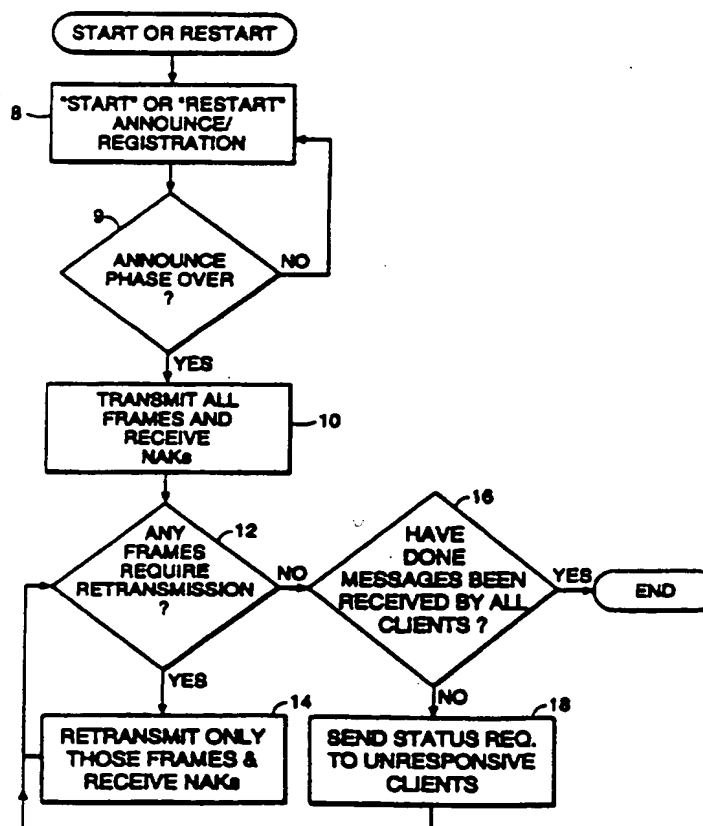 START OR RESTART
8
"START" OR "RESTART"
ANNOUNCE/
REGISTRATION
9
ANNOUNCE
PHASE OVER
?
NO
YES
TRANSMIT ALL
FRAMES AND
RECEIVE
NAKs
10
ANY
FRAMES
REQUIRE
RETRANSMISSION
?
12
NO
YES
16
HAVE
DONE
MESSAGES BEEN
RECEIVED BY ALL
CLIENTS ?
YES
END
NO
14
RETRANSMIT ONLY
THOSE FRAMES &
RECEIVE NAKs
18
SEND STATUS REQ.
TO UNRESPONSIVE
CLIENTS